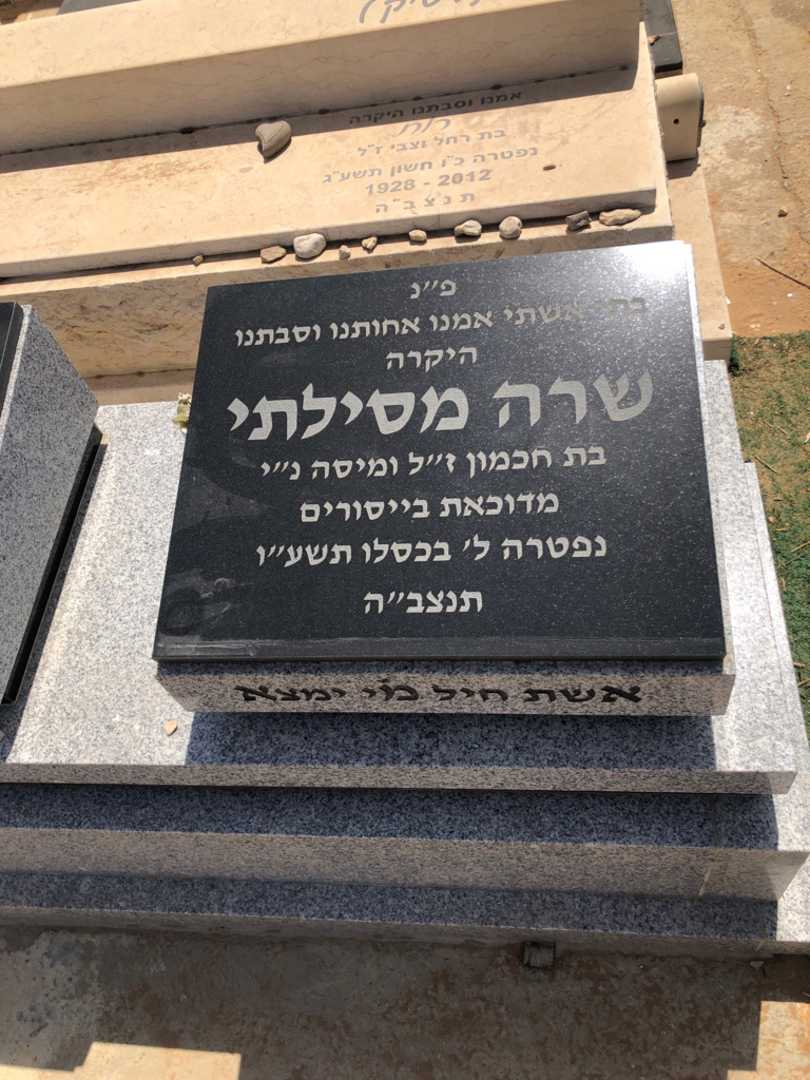 אמנו וסבתנו היקרה
בת רחל וצבי ז״ל
נפטרה כ״ו חשון תשע״ג
1928 - 2012
ת נ צ ב ״ ה
פ״נ
בתי אשתי אמנו אחותנו וסבתנו
היקרה
שרה מסילתי
בת חכמון ז״ל ומיסה נ״י
מדוכאת בייסורים
נפטרה ל׳ בכסלו תשע״ו
תנצב״ה
אשת חיל מי ימצא